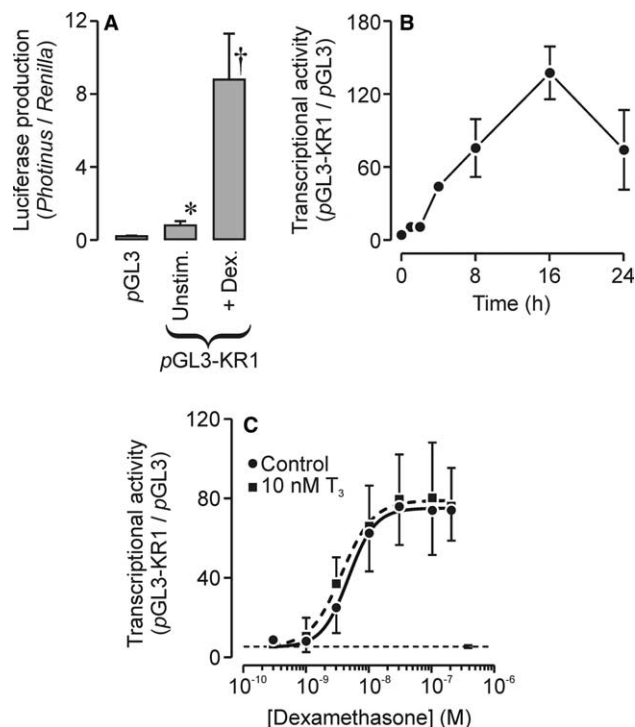 A
Luciferase production
(Photinus / Renilla)
12
8
4
0
pGL3
Unstim.
+ Dex.
*
†
pGL3-KR1
B
Transcriptional activity
(pGL3-KR1 / pGL3)
180
120
60
0
0 8 16 24
Time (h)
C
Transcriptional activity
(pGL3-KR1 / pGL3)
120
80
40
0
Control
10 nM T₃
10⁻¹⁰ 10⁻⁹ 10⁻⁸ 10⁻⁷ 10⁻⁶
[Dexamethasone] (M)